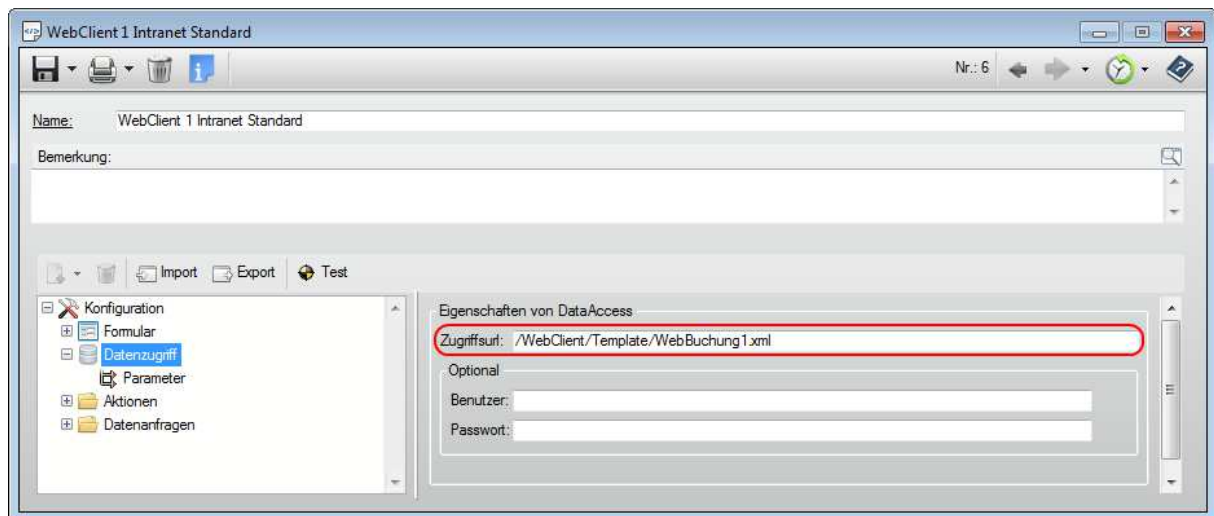 WebClient 1 Intranet Standard
Nr.: 6
Name: WebClient 1 Intranet Standard
Bemerkung:
Import Export Test
Konfiguration
Formular
Datenzugriff
Parameter
Aktionen
Datenanfragen
Eigenschaften von DataAccess
Zugriffsurl: /WebClient/Template/WebBuchung1.xml
Optional
Benutzer:
Passwort: